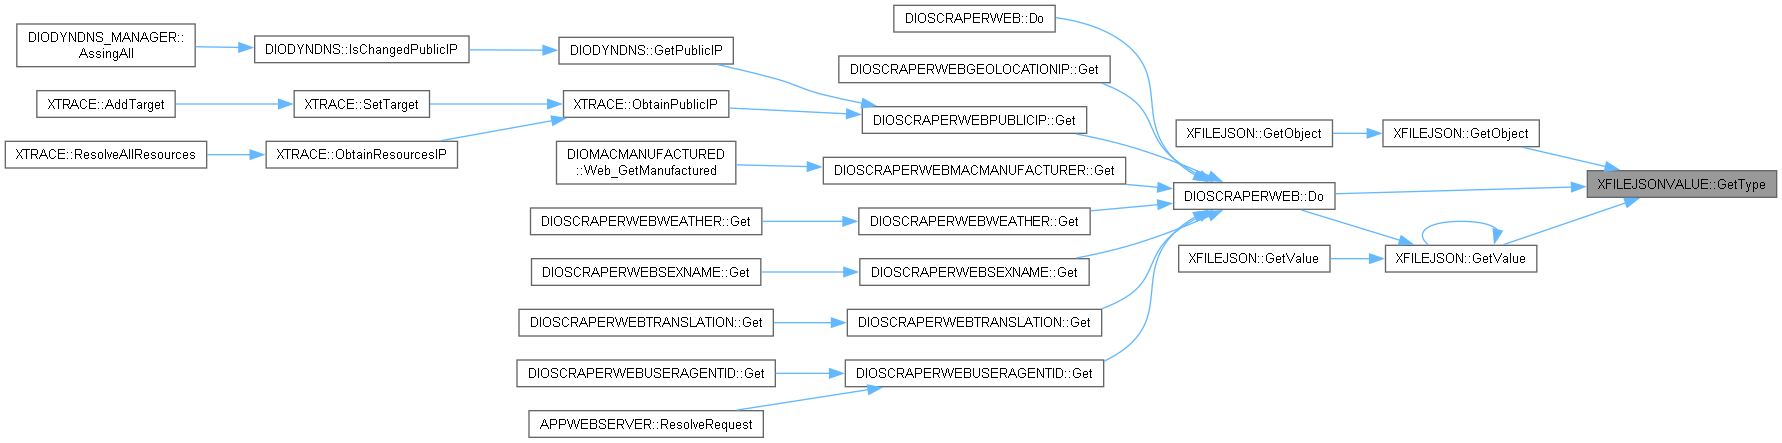 DIODYNDNS_MANAGER::
AssingAll
DIODYNDNS::IsChangedPublicIP
DIODYNDNS::GetPublicIP
DIOSCRAPERWEB::Do
DIOSCRAPERWEBGEOLOCATIONIP::Get
XTRACE::AddTarget
XTRACE::SetTarget
XTRACE::ObtainPublicIP
DIOSCRAPERWEBPUBLICIP::Get
XFILEJSON::GetObject
XFILEJSON::GetObject
XTRACE::ResolveAllResources
XTRACE::ObtainResourcesIP
DIOMACMANUFACTURED
::Web_GetManufactured
DIOSCRAPERWEBMACMANUFACTURER::Get
XFILEJSONVALUE::GetType
DIOSCRAPERWEB::Do
DIOSCRAPERWEBWEATHER::Get
DIOSCRAPERWEBWEATHER::Get
XFILEJSON::GetValue
XFILEJSON::GetValue
DIOSCRAPERWEBSEXNAME::Get
DIOSCRAPERWEBSEXNAME::Get
DIOSCRAPERWEBTRANSLATION::Get
DIOSCRAPERWEBTRANSLATION::Get
DIOSCRAPERWEBUSERAGENTID::Get
DIOSCRAPERWEBUSERAGENTID::Get
APPWEBSERVER::ResolveRequest